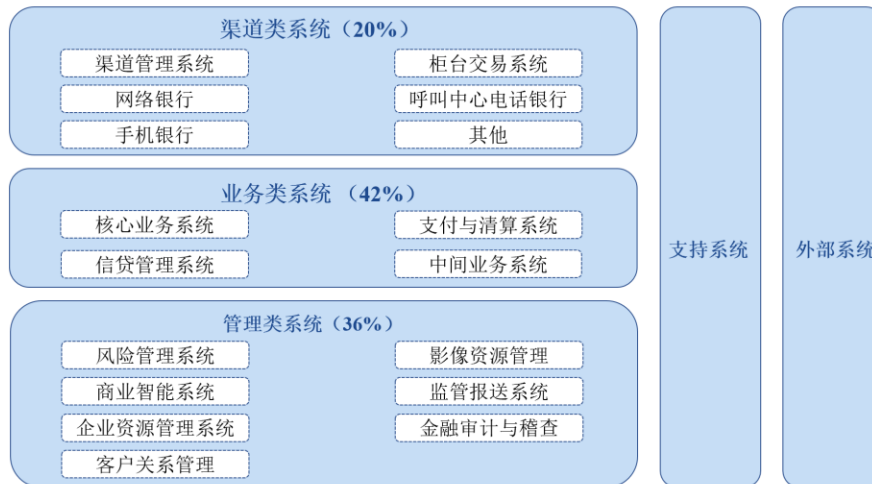 渠道类系统（20%）
渠道管理系统
柜台交易系统
网络银行
呼叫中心电话银行
手机银行
其他
业务类系统 （42%）
核心业务系统
支付与清算系统
信贷管理系统
中间业务系统
管理类系统（36%）
风险管理系统
影像资源管理
商业智能系统
监管报送系统
企业资源管理系统
金融审计与稽查
客户关系管理
支持系统
外部系统